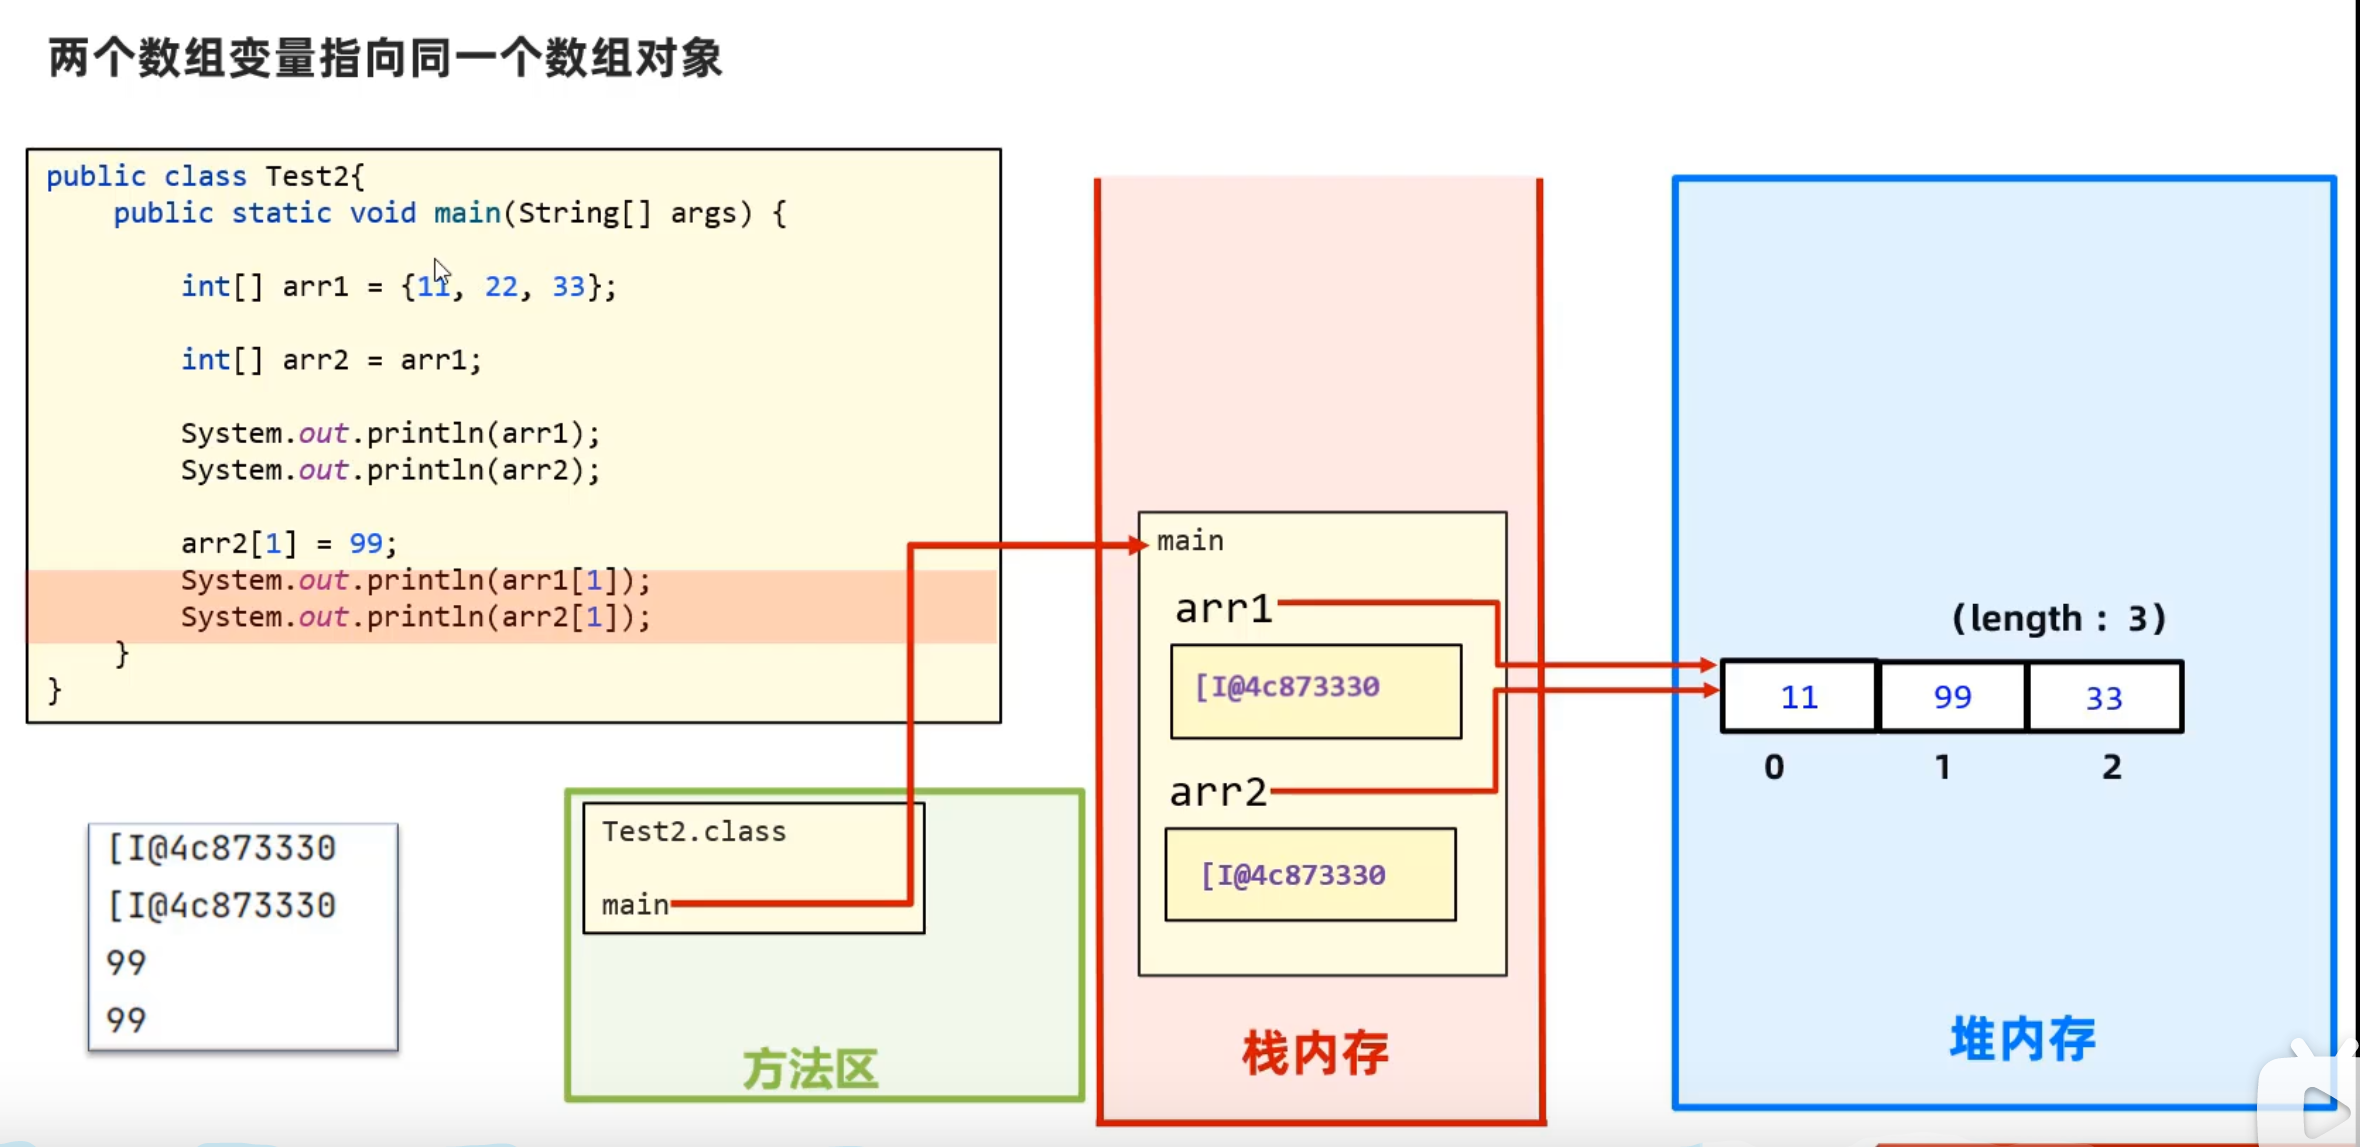 两个数组变量指向同一个数组对象
public class Test2{
public static void main(String[] args) {
int[] arr1 = {11, 22, 33};
int[] arr2 = arr1;
System.out.println(arr1);
System.out.println(arr2);
arr2[1] = 99;
System.out.println(arr1[1]);
System.out.println(arr2[1]);
}
}
[I@4c873330
[I@4c873330
99
99
Test2.class
main
方法区
main
arr1
[I@4c873330
arr2
[I@4c873330
栈内存
(length : 3)
11 99 33
0 1 2
堆内存